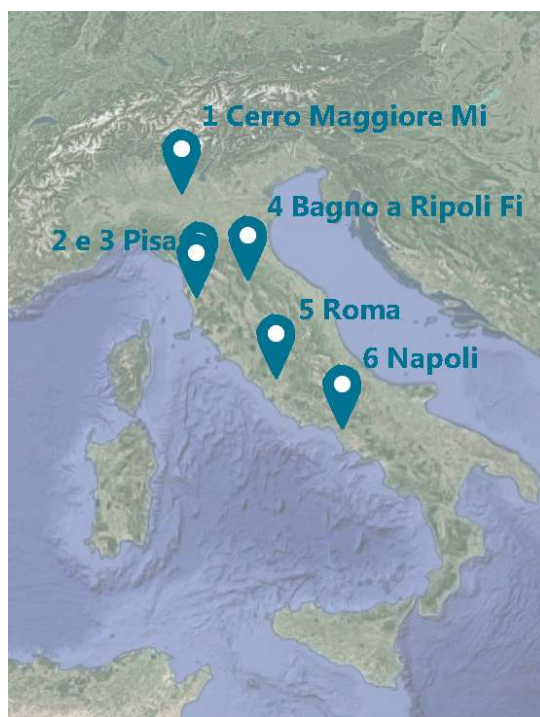 1 Cerro Maggiore Mi
4 Bagno a Ripoli Fi
2 e 3 Pisa
5 Roma
6 Napoli